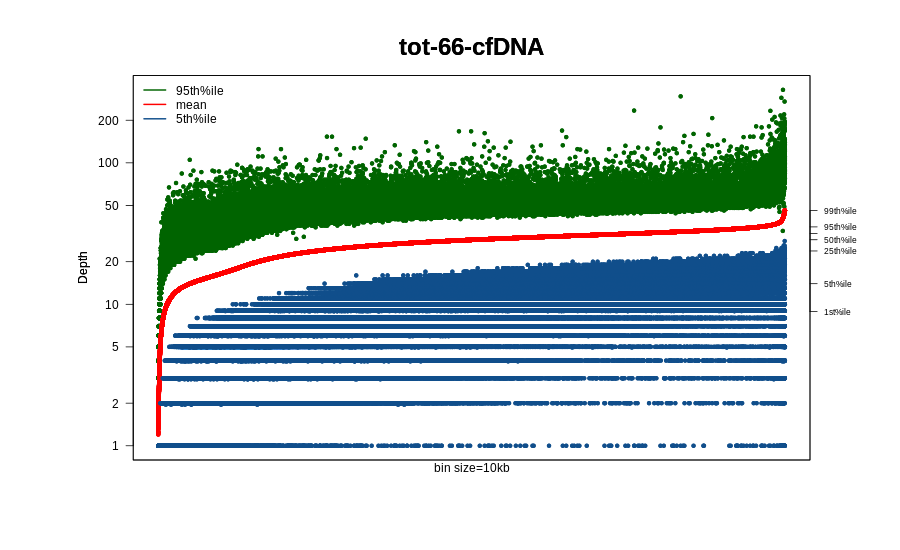 tot-66-cfDNA
95th%ile
mean
5th%ile
200
100
50
20
10
5
2
1
Depth
99th%ile
95th%ile
50th%ile
25th%ile
5th%ile
1st%ile
bin size=10kb